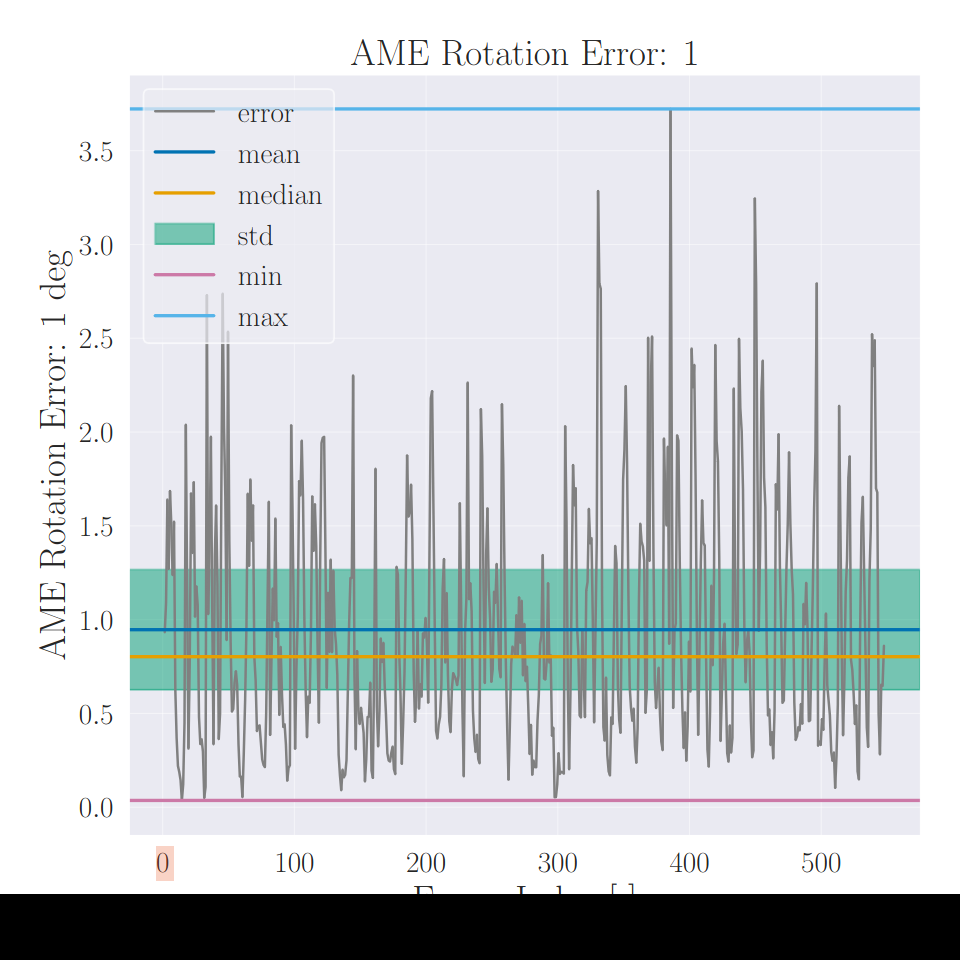 AME Rotation Error: 1
error
mean
median
std
min
max
AME Rotation Error: 1 deg
3.5
3.0
2.5
2.0
1.5
1.0
0.5
0.0
0 100 200 300 400 500